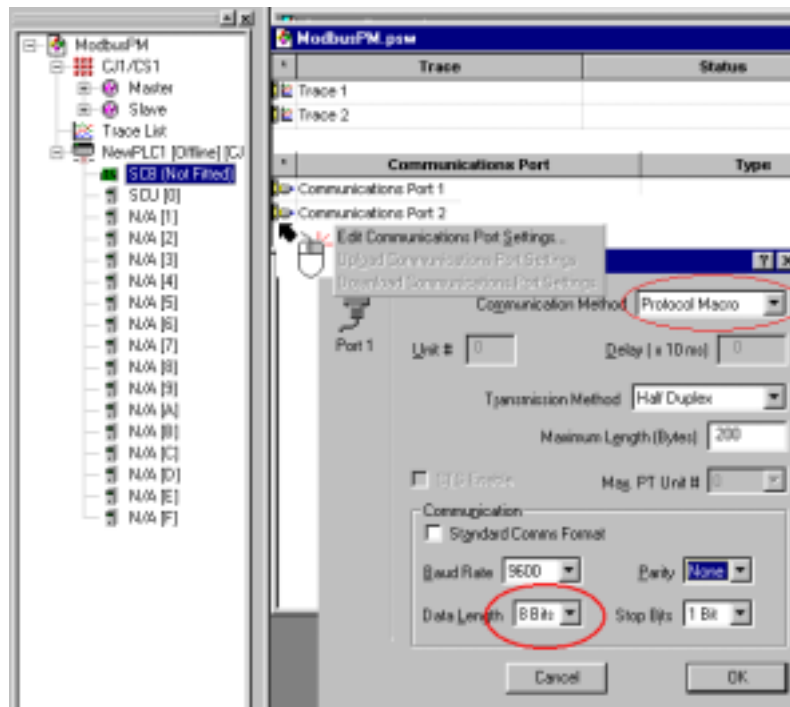 ModbusPM
CJ1/CS1
Master
Slave
Trace List
NewPLC1 [Offline] [CJ
SCB (Not Fitted)
SCU [0]
N/A [1]
N/A [2]
N/A [3]
N/A [4]
N/A [5]
N/A [6]
N/A [7]
N/A [8]
N/A [9]
N/A [A]
N/A [B]
N/A [C]
N/A [D]
N/A [E]
N/A [F]
ModbusPM.psw
* Trace Status
Trace 1
Trace 2
* Communications Port Type
Communications Port 1
Communications Port 2
Edit Communications Port Settings...
Upload Communications Port Settings
Download Communications Port Settings
Communication Method Protocol Macro
Port 1
Unit # 0 Delay ( x 10 ms) 0
Transmission Method Half Duplex
Maximum Length (Bytes) 200
CTS Enable Max. PT Unit # 0
Communication
Standard Comms Format
Baud Rate 9600 Parity None
Data Length 8 Bits Stop Bits 1 Bit
Cancel OK